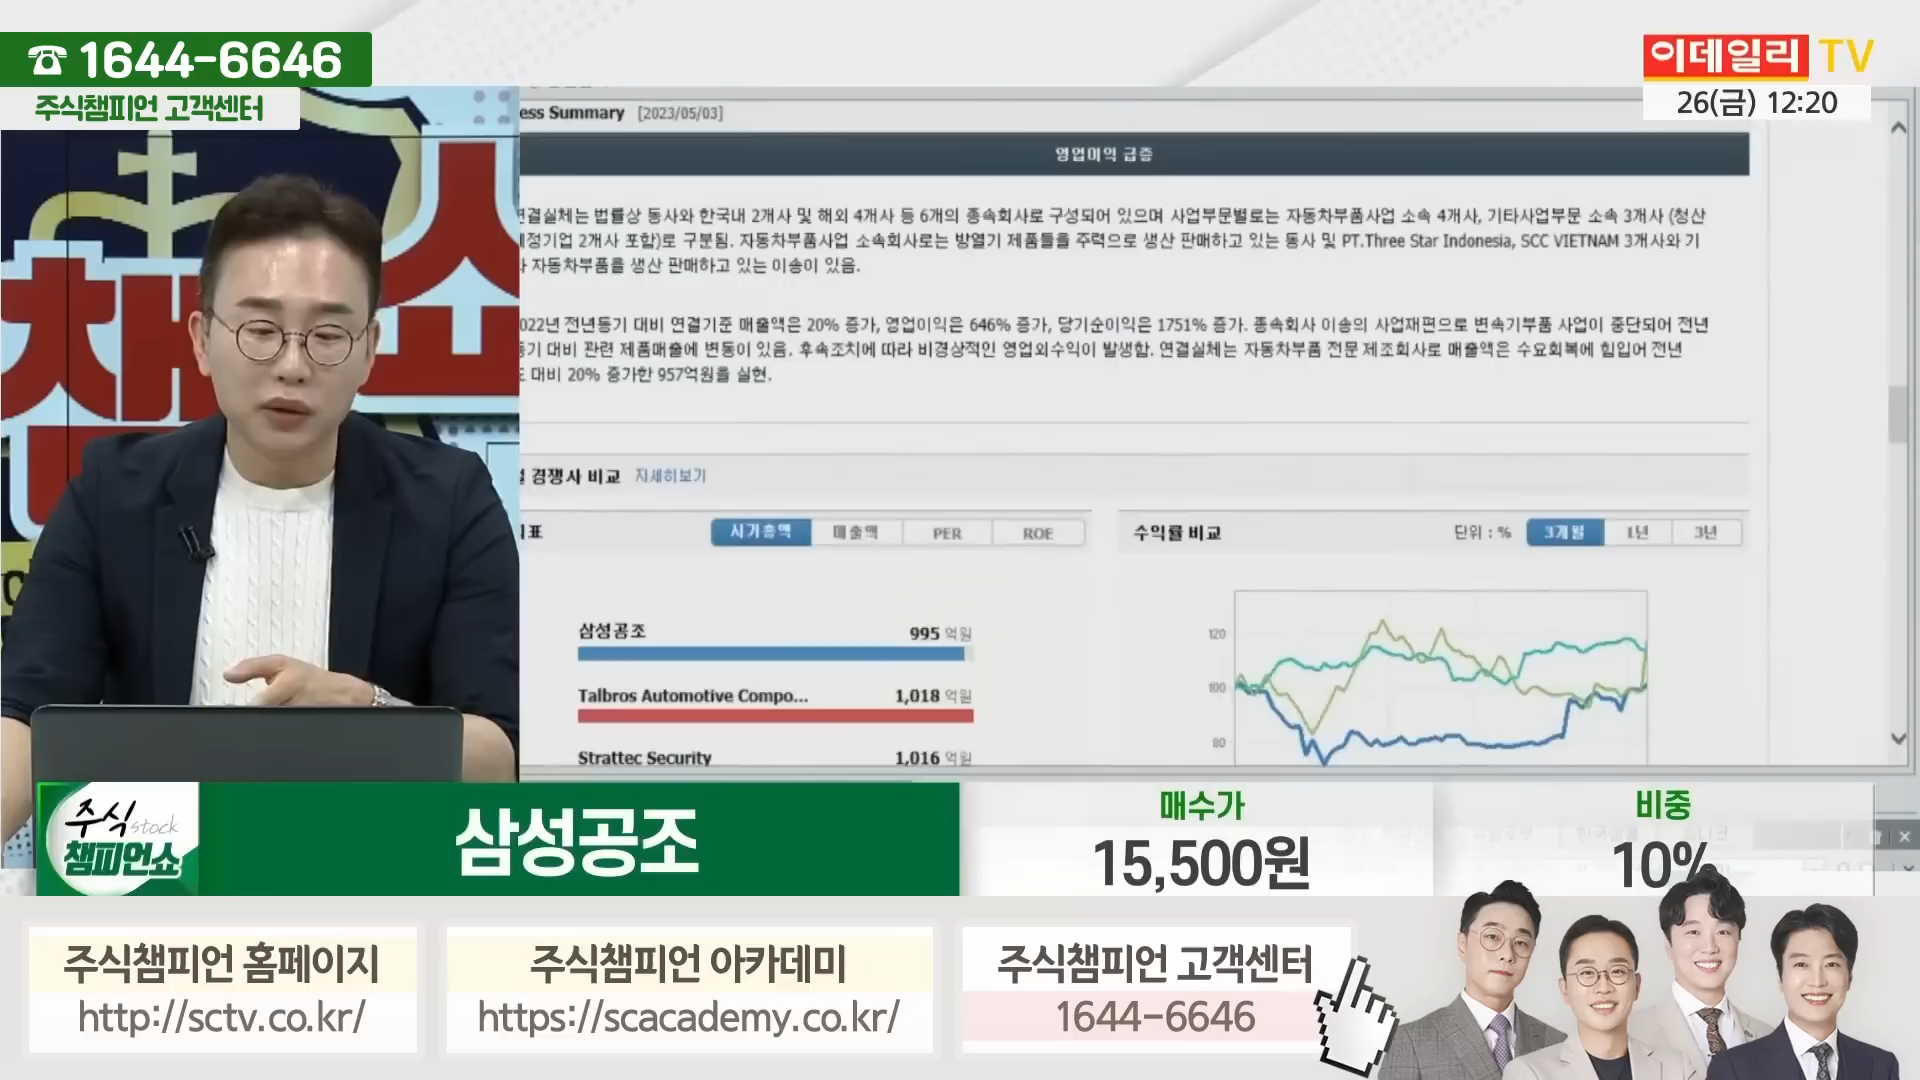 ☎ 1644-6646
주식챔피언 고객센터
이데일리 TV
26(금) 12:20
챔
쇼
ess Summary [2023/05/03]
영업이익 급증
연결실체는 법률상 동사와 한국내 2개사 및 해외 4개사 등 6개의 종속회사로 구성되어 있으며 사업부문별로는 자동차부품사업 소속 4개사, 기타사업부문 소속 3개사 (청산
예정기업 2개사 포함)로 구분됨. 자동차부품사업 소속회사로는 방열기 제품들을 주력으로 생산 판매하고 있는 동사 및 PT.Three Star Indonesia, SCC VIETNAM 3개사와 기
자동차부품을 생산 판매하고 있는 이송이 있음.
022년 전년동기 대비 연결기준 매출액은 20% 증가, 영업이익은 646% 증가, 당기순이익은 1751% 증가. 종속회사 이송의 사업재편으로 변속기부품 사업이 중단되어 전년
동기 대비 관련 제품매출에 변동이 있음. 후속조치에 따라 비경상적인 영업외수익이 발생함. 연결실체는 자동차부품 전문 제조회사로 매출액은 수요회복에 힘입어 전년
대비 20% 증가한 957억원을 실현.
경쟁사 비교 자세히보기
표 시가총액 매출액 PER ROE
수익률 비교 단위 : % 3개월 1년 3년
삼성공조 995 억원
Talbros Automotive Compo... 1,018 억원
Strattec Security 1,016 억원
120
100
80
주식 stock
챔피언쇼
삼성공조
매수가
15,500원
비중
10%
주식챔피언 홈페이지
http://sctv.co.kr/
주식챔피언 아카데미
https://scacademy.co.kr/
주식챔피언 고객센터
1644-6646